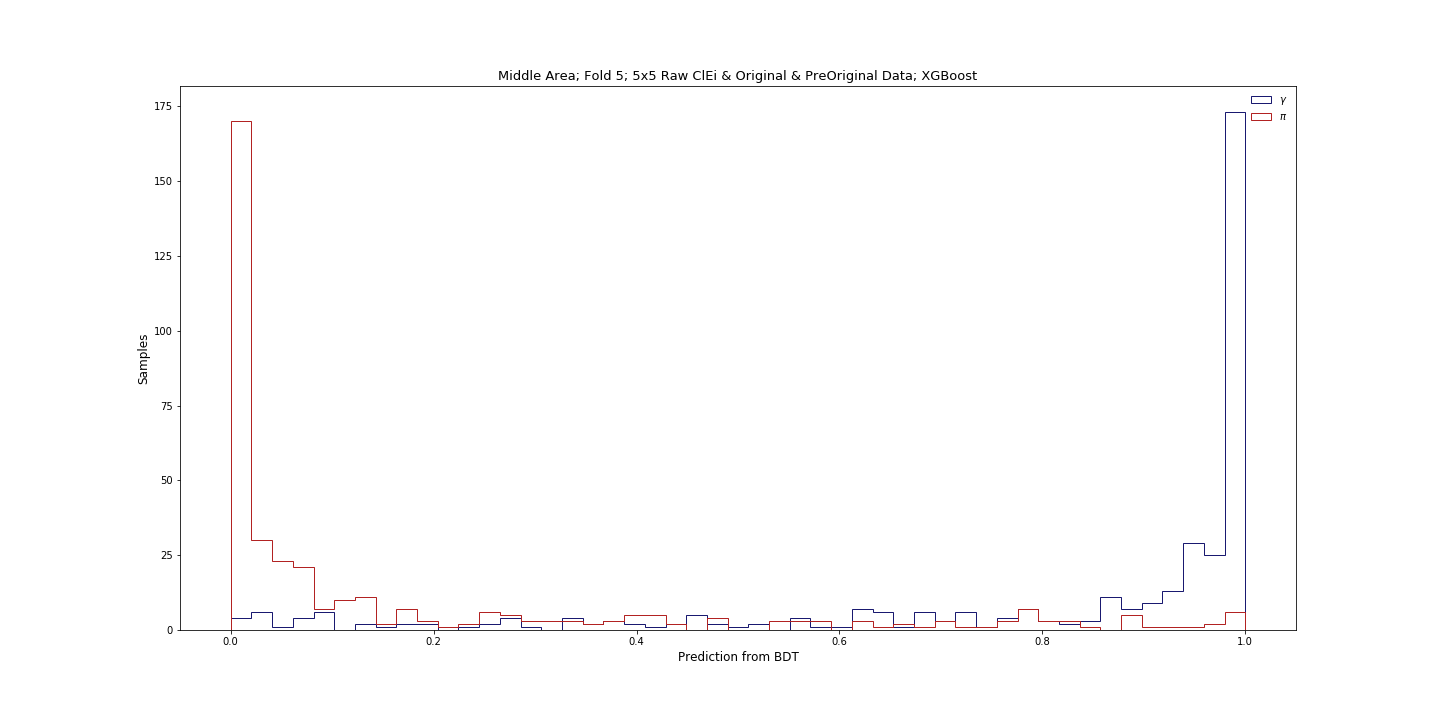 Middle Area; Fold 5; 5x5 Raw ClEi & Original & PreOriginal Data; XGBoost
γ
π
175
150
125
100
75
50
25
0
Samples
0.0 0.2 0.4 0.6 0.8 1.0
Prediction from BDT